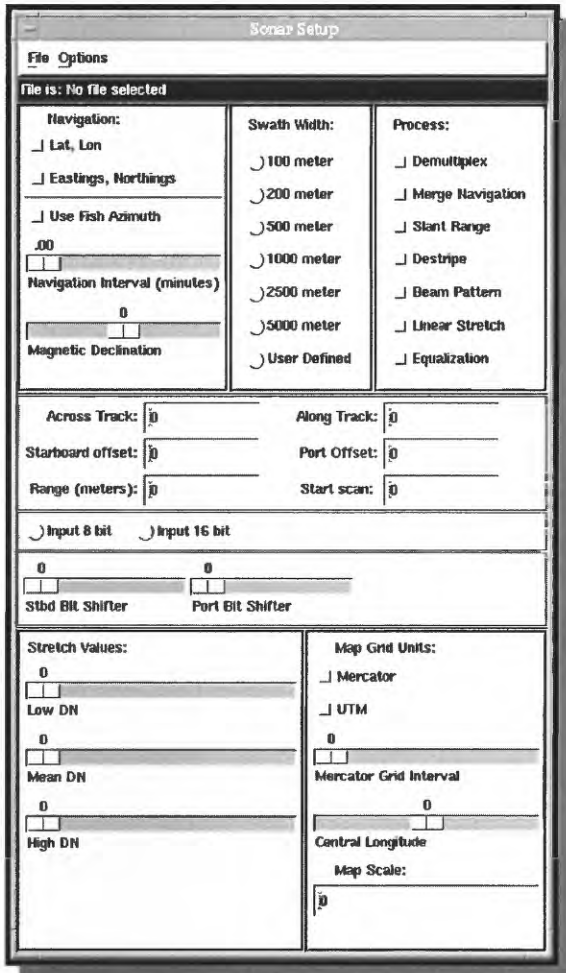 Sonar Setup
File Options
File is: No file selected
Navigation:
Lat, Lon
Eastings, Northings
Use Fish Azimuth
.00
Navigation Interval (minutes)
0
Magnetic Declination
Swath Width:
100 meter
200 meter
500 meter
1000 meter
2500 meter
5000 meter
User Defined
Process:
Demultiplex
Merge Navigation
Slant Range
Destripe
Beam Pattern
Linear Stretch
Equalization
Across Track: 0
Along Track: 0
Starboard offset: 0
Port Offset: 0
Range (meters): 0
Start scan: 0
Input 8 bit Input 16 bit
0 0
Stbd Bit Shifter Port Bit Shifter
Stretch Values:
0
Low DN
0
Mean DN
0
High DN
Map Grid Units:
Mercator
UTM
0
Mercator Grid Interval
0
Central Longitude
Map Scale:
0